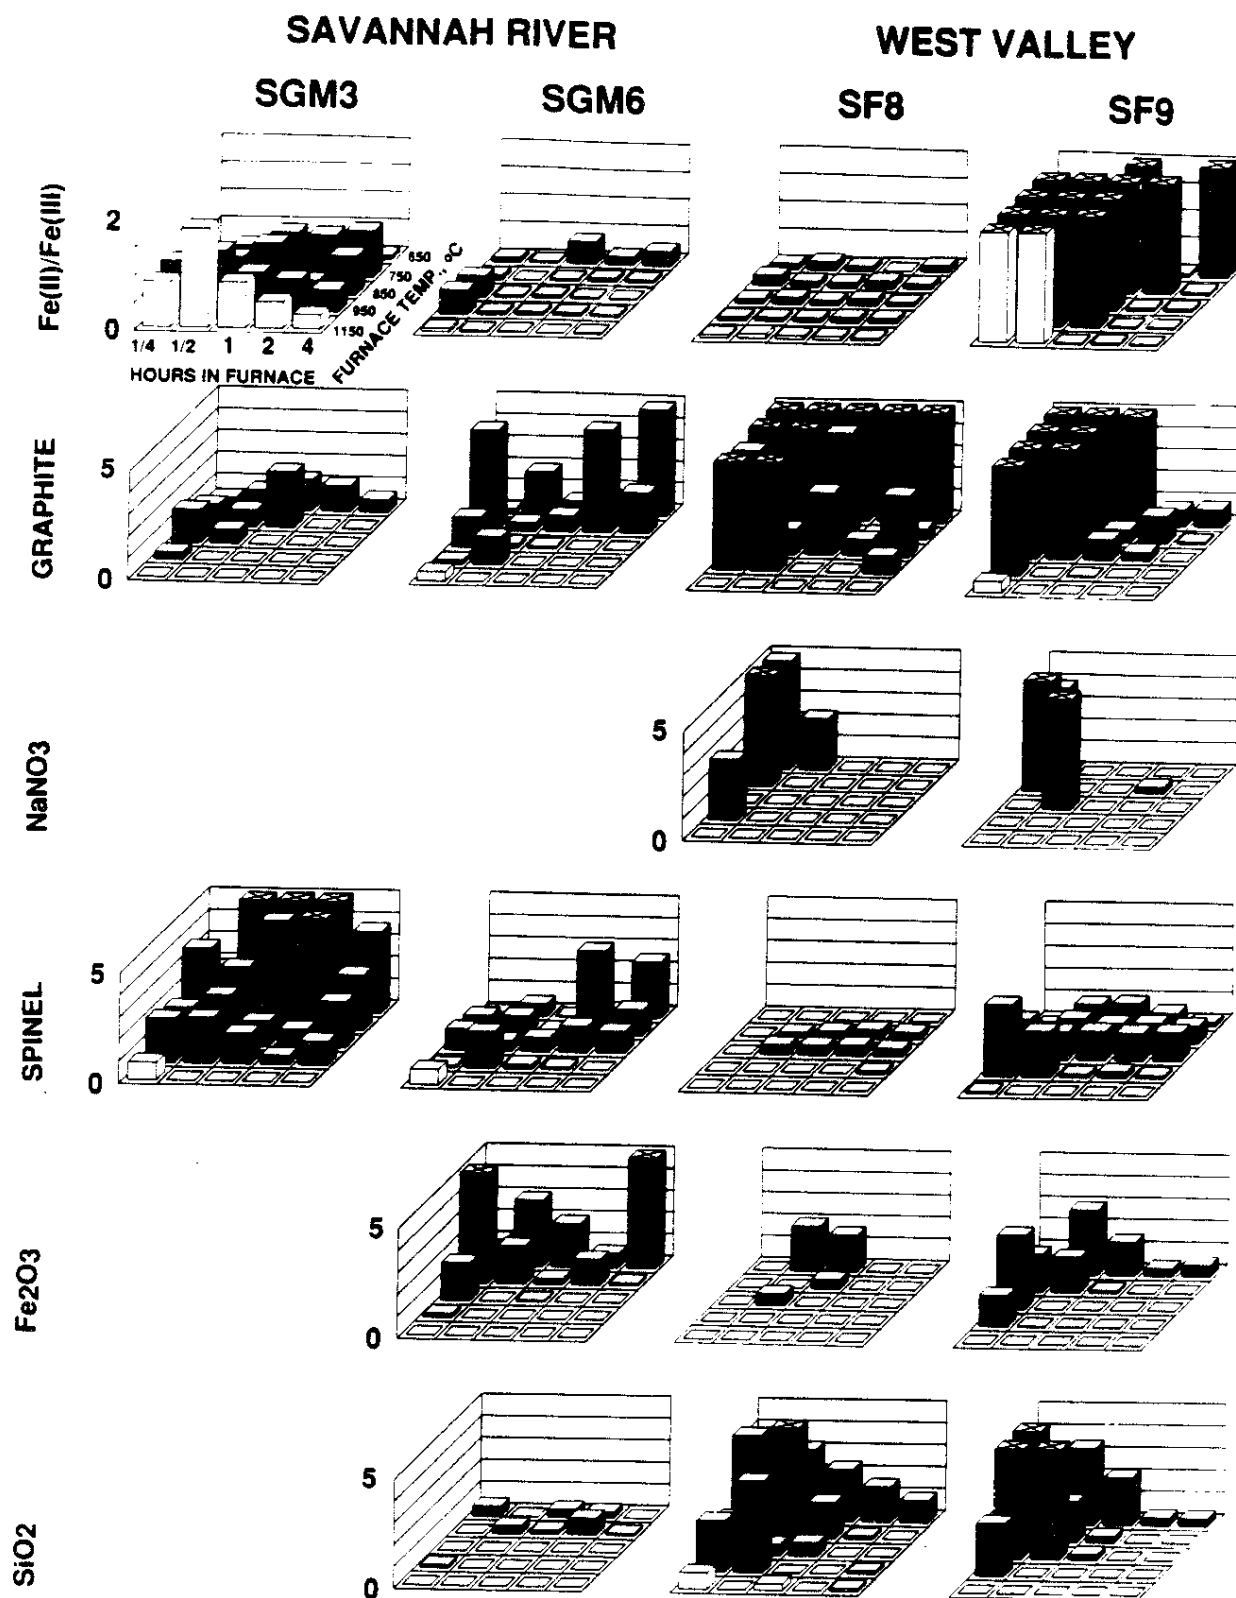 SAVANNAH RIVER
WEST VALLEY
SGM3
SGM6
SF8
SF9
Fe(II)/Fe(III)
2
0
1/4
1/2
1
2
4
HOURS IN FURNACE
650
750
850
950
1150
FURNACE TEMP., °C
GRAPHITE
5
0
NaNO3
5
0
SPINEL
5
0
Fe2O3
5
0
SiO2
5
0